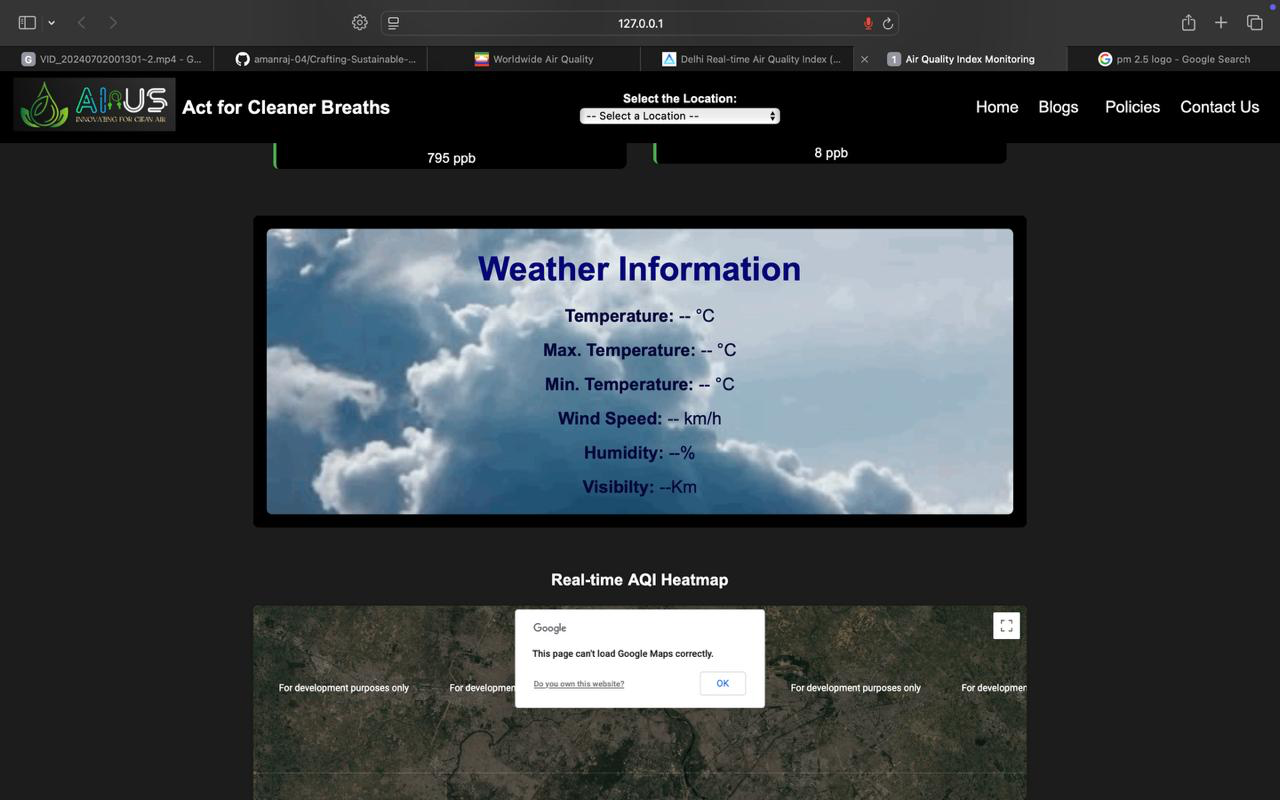 127.0.0.1
VID_20240702001301~2.mp4 - G...
amanraj-04/Crafting-Sustainable-...
Worldwide Air Quality
Delhi Real-time Air Quality Index (...
Air Quality Index Monitoring
pm 2.5 logo - Google Search
AIRUS
INNOVATING FOR CLEAN AIR
Act for Cleaner Breaths
Select the Location:
-- Select a Location --
Home
Blogs
Policies
Contact Us
795 ppb
8 ppb
Weather Information
Temperature: -- °C
Max. Temperature: -- °C
Min. Temperature: -- °C
Wind Speed: -- km/h
Humidity: --%
Visibilty: --Km
Real-time AQI Heatmap
Google
This page can't load Google Maps correctly.
Do you own this website?
OK
For development purposes only
For developmen
For development purposes only
For developmen